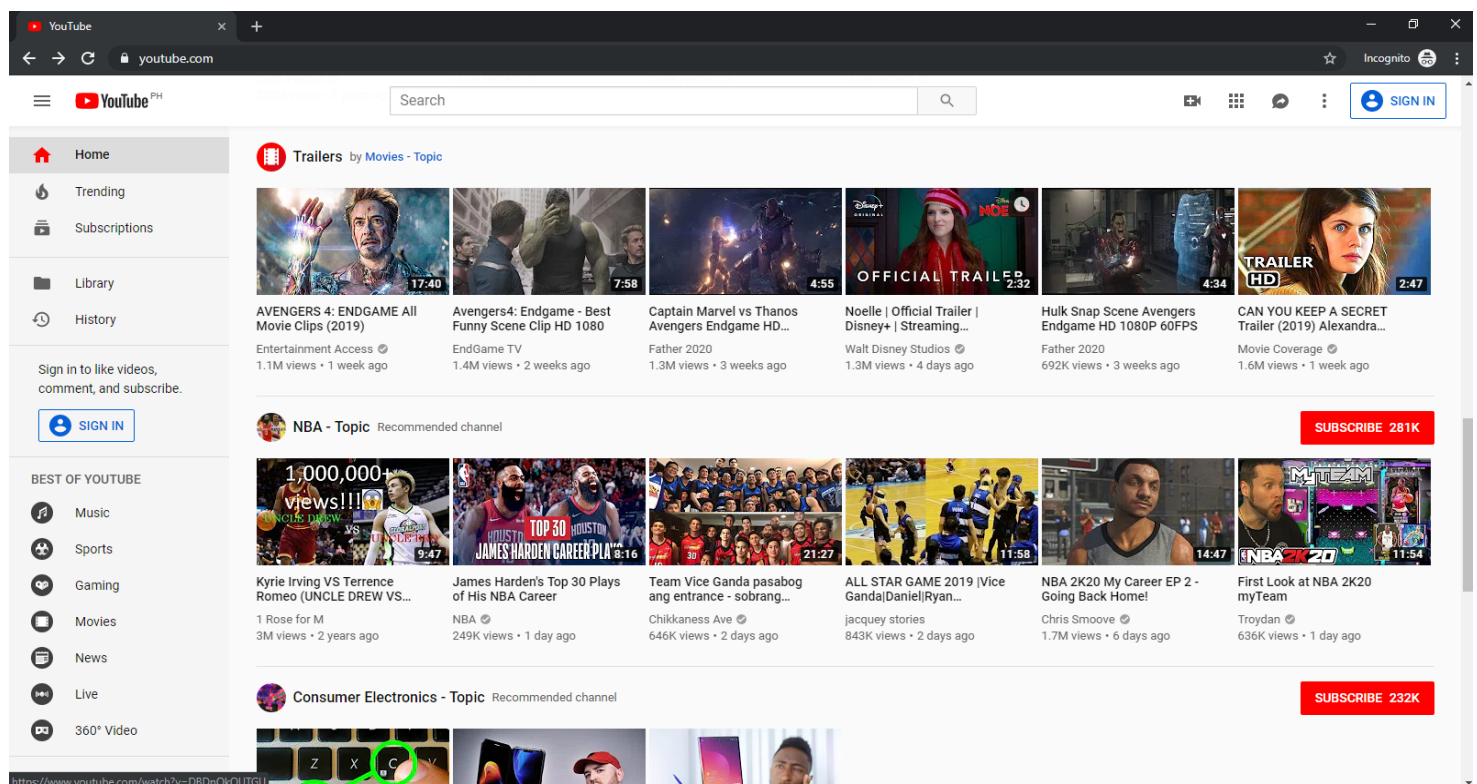 YouTube
youtube.com
Incognito
YouTube PH
Search
SIGN IN
Home
Trending
Subscriptions
Library
History
Sign in to like videos,
comment, and subscribe.
SIGN IN
BEST OF YOUTUBE
Music
Sports
Gaming
Movies
News
Live
360° Video
Trailers by Movies - Topic
17:40
7:58
4:55
Disney+
ORIGINAL
NOELLE
OFFICIAL TRAILER
2:32
4:34
TRAILER
HD
2:47
AVENGERS 4: ENDGAME All
Movie Clips (2019)
Entertainment Access
1.1M views • 1 week ago
Avengers4: Endgame - Best
Funny Scene Clip HD 1080
EndGame TV
1.4M views • 2 weeks ago
Captain Marvel vs Thanos
Avengers Endgame HD...
Father 2020
1.3M views • 3 weeks ago
Noelle | Official Trailer |
Disney+ | Streaming...
Walt Disney Studios
1.3M views • 4 days ago
Hulk Snap Scene Avengers
Endgame HD 1080P 60FPS
Father 2020
692K views • 3 weeks ago
CAN YOU KEEP A SECRET
Trailer (2019) Alexandra...
Movie Coverage
1.6M views • 1 week ago
NBA - Topic Recommended channel
SUBSCRIBE 281K
1,000,000+
views!!!
UNCLE DREW
VS
9:47
HOUSTON
HOUSTON
TOP 30
JAMES HARDEN CAREER PLAYS
8:16
30
21:27
11:58
14:47
MyTEAM
NBA 2K20
11:54
Kyrie Irving VS Terrence
Romeo (UNCLE DREW VS...
1 Rose for M
3M views • 2 years ago
James Harden's Top 30 Plays
of His NBA Career
NBA
249K views • 1 day ago
Team Vice Ganda pasabog
ang entrance - sobrang...
Chikkaness Ave
646K views • 2 days ago
ALL STAR GAME 2019 |Vice
Ganda|Daniel|Ryan...
jacquey stories
843K views • 2 days ago
NBA 2K20 My Career EP 2 -
Going Back Home!
Chris Smoove
1.7M views • 6 days ago
First Look at NBA 2K20
myTeam
Troydan
636K views • 1 day ago
Consumer Electronics - Topic Recommended channel
SUBSCRIBE 232K
Z
X
C
V